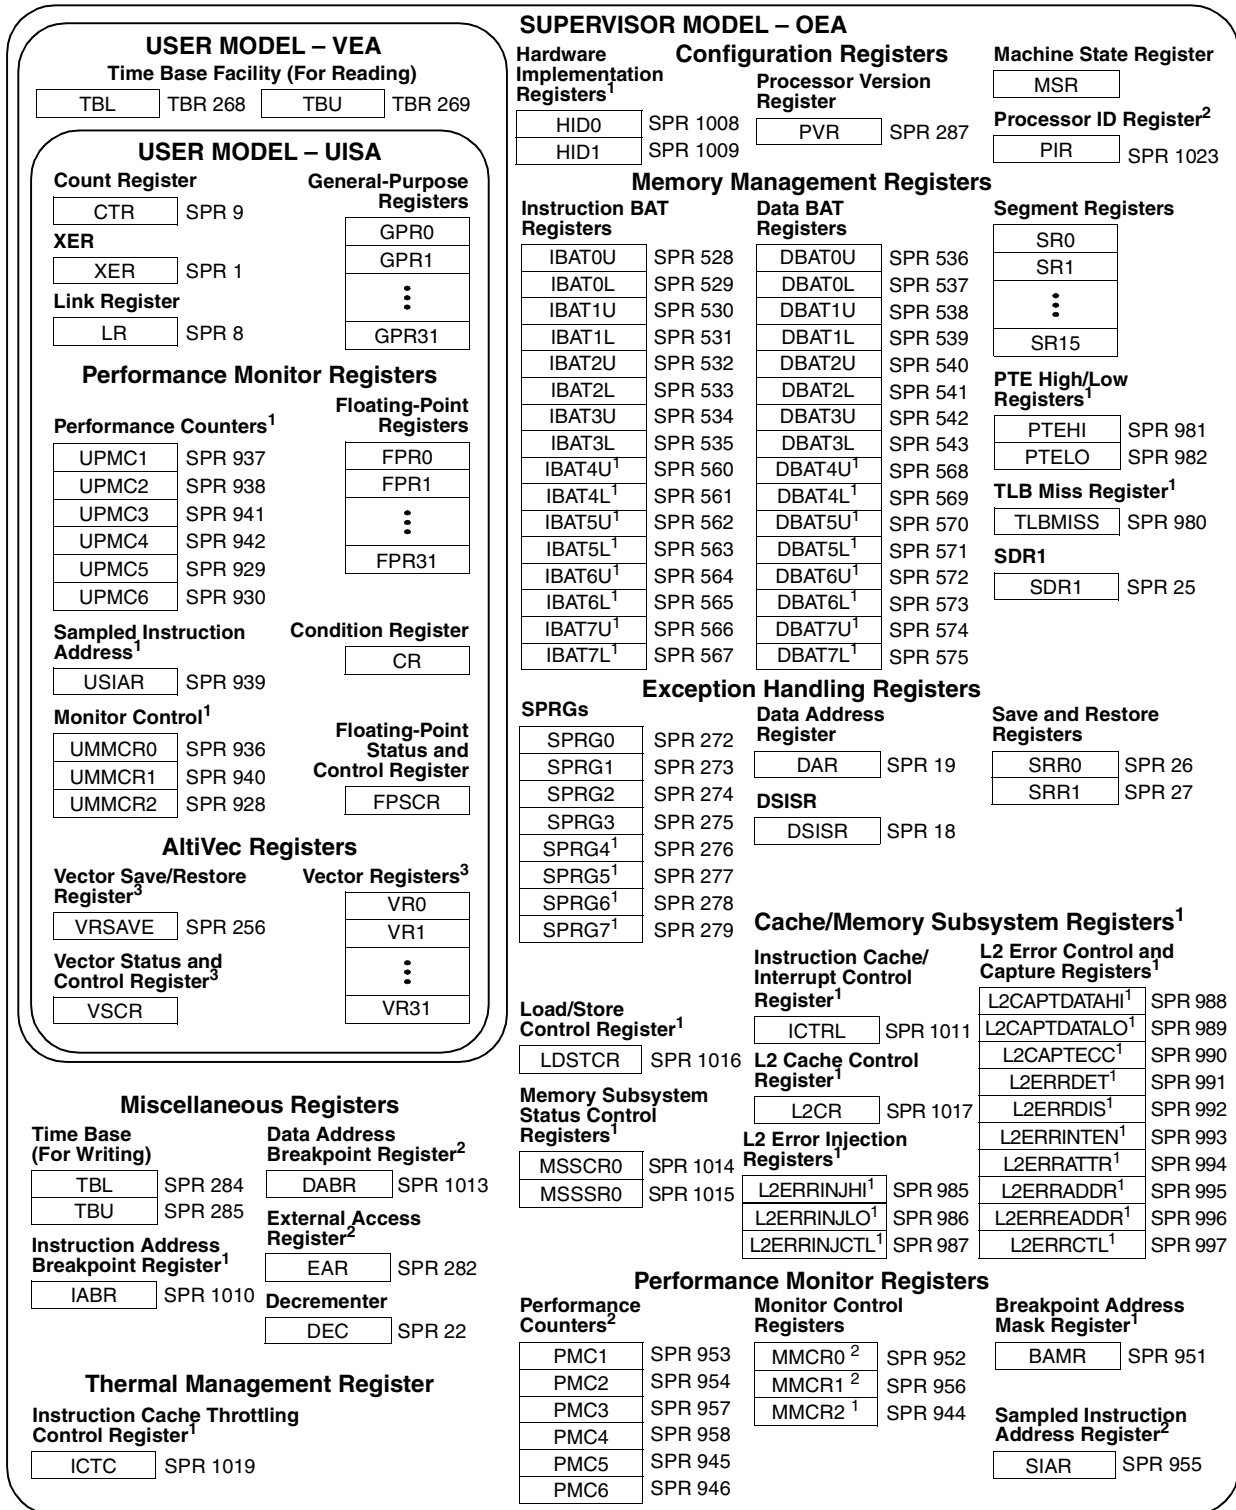 SUPERVISOR MODEL – OEA
USER MODEL – VEA
Time Base Facility (For Reading)
TBL TBR 268 TBU TBR 269
USER MODEL – UISA
Count Register
CTR SPR 9
XER
XER SPR 1
Link Register
LR SPR 8
General-Purpose
Registers
GPR0
GPR1
GPR31
Performance Monitor Registers
Performance Counters1
UPMC1 SPR 937
UPMC2 SPR 938
UPMC3 SPR 941
UPMC4 SPR 942
UPMC5 SPR 929
UPMC6 SPR 930
Floating-Point
Registers
FPR0
FPR1
FPR31
Sampled Instruction
Address1
USIAR SPR 939
Condition Register
CR
Monitor Control1
UMMCR0 SPR 936
UMMCR1 SPR 940
UMMCR2 SPR 928
Floating-Point
Status and
Control Register
FPSCR
AltiVec Registers
Vector Save/Restore
Register3
VRSAVE SPR 256
Vector Status and
Control Register3
VSCR
Vector Registers3
VR0
VR1
VR31
Configuration Registers
Hardware
Implementation
Registers1
HID0 SPR 1008
HID1 SPR 1009
Processor Version
Register
PVR SPR 287
Machine State Register
MSR
Processor ID Register2
PIR SPR 1023
Memory Management Registers
Instruction BAT
Registers
IBAT0U SPR 528
IBAT0L SPR 529
IBAT1U SPR 530
IBAT1L SPR 531
IBAT2U SPR 532
IBAT2L SPR 533
IBAT3U SPR 534
IBAT3L SPR 535
IBAT4U1 SPR 560
IBAT4L1 SPR 561
IBAT5U1 SPR 562
IBAT5L1 SPR 563
IBAT6U1 SPR 564
IBAT6L1 SPR 565
IBAT7U1 SPR 566
IBAT7L1 SPR 567
Data BAT
Registers
DBAT0U SPR 536
DBAT0L SPR 537
DBAT1U SPR 538
DBAT1L SPR 539
DBAT2U SPR 540
DBAT2L SPR 541
DBAT3U SPR 542
DBAT3L SPR 543
DBAT4U1 SPR 568
DBAT4L1 SPR 569
DBAT5U1 SPR 570
DBAT5L1 SPR 571
DBAT6U1 SPR 572
DBAT6L1 SPR 573
DBAT7U1 SPR 574
DBAT7L1 SPR 575
Segment Registers
SR0
SR1
SR15
PTE High/Low
Registers1
PTEHI SPR 981
PTELO SPR 982
TLB Miss Register1
TLBMISS SPR 980
SDR1
SDR1 SPR 25
Exception Handling Registers
SPRGs
SPRG0 SPR 272
SPRG1 SPR 273
SPRG2 SPR 274
SPRG3 SPR 275
SPRG41 SPR 276
SPRG51 SPR 277
SPRG61 SPR 278
SPRG71 SPR 279
Data Address
Register
DAR SPR 19
DSISR
DSISR SPR 18
Save and Restore
Registers
SRR0 SPR 26
SRR1 SPR 27
Cache/Memory Subsystem Registers1
Load/Store
Control Register1
LDSTCR SPR 1016
Memory Subsystem
Status Control
Registers1
MSSCR0 SPR 1014
MSSSR0 SPR 1015
Instruction Cache/
Interrupt Control
Register1
ICTRL SPR 1011
L2 Cache Control
Register1
L2CR SPR 1017
L2 Error Injection
Registers1
L2ERRINJHI1 SPR 985
L2ERRINJLO1 SPR 986
L2ERRINJCTL1 SPR 987
L2 Error Control and
Capture Registers1
L2CAPTDATAHI1 SPR 988
L2CAPTDATALO1 SPR 989
L2CAPTECC1 SPR 990
L2ERRDET1 SPR 991
L2ERRDIS1 SPR 992
L2ERRINTEN1 SPR 993
L2ERRATTR1 SPR 994
L2ERRADDR1 SPR 995
L2ERREADDR1 SPR 996
L2ERRCTL1 SPR 997
Miscellaneous Registers
Time Base
(For Writing)
TBL SPR 284
TBU SPR 285
Instruction Address
Breakpoint Register1
IABR SPR 1010
Data Address
Breakpoint Register2
DABR SPR 1013
External Access
Register2
EAR SPR 282
Decrementer
DEC SPR 22
Thermal Management Register
Instruction Cache Throttling
Control Register1
ICTC SPR 1019
Performance Monitor Registers
Performance
Counters2
PMC1 SPR 953
PMC2 SPR 954
PMC3 SPR 957
PMC4 SPR 958
PMC5 SPR 945
PMC6 SPR 946
Monitor Control
Registers
MMCR0 2 SPR 952
MMCR1 2 SPR 956
MMCR2 1 SPR 944
Breakpoint Address
Mask Register1
BAMR SPR 951
Sampled Instruction
Address Register2
SIAR SPR 955